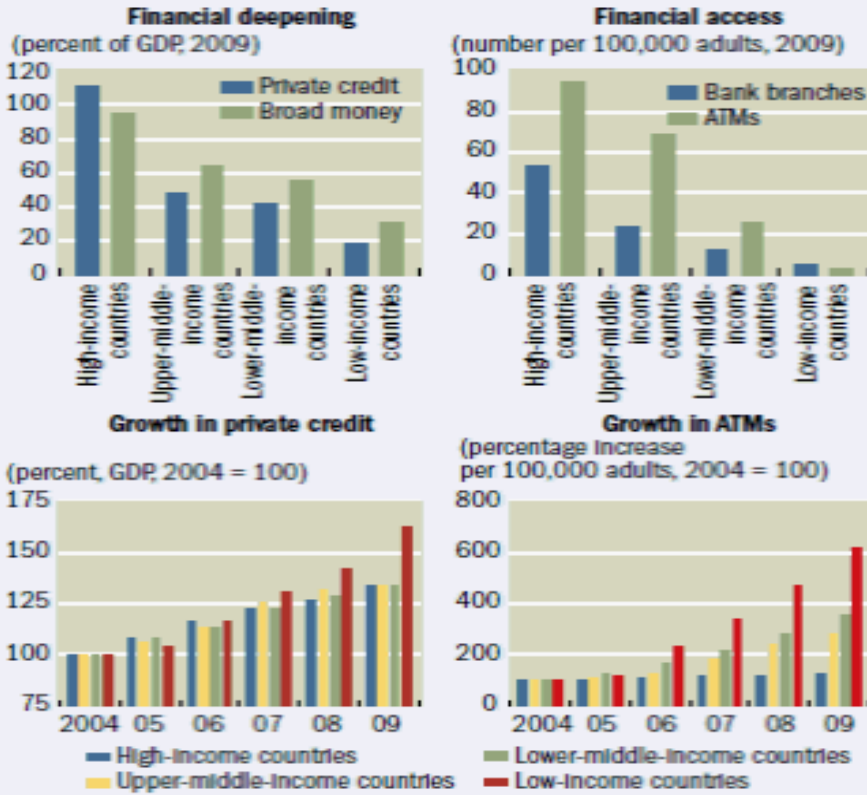 Financial deepening
(percent of GDP, 2009)
120
100
80
60
40
20
0
Private credit
Broad money
High-income
countries
Upper-middle-
income
countries
Lower-middle-
income
countries
Low-income
countries
Financial access
(number per 100,000 adults, 2009)
100
80
60
40
20
0
Bank branches
ATMs
High-income
countries
Upper-middle-
income
countries
Lower-middle-
income
countries
Low-income
countries
Growth in private credit
(percent, GDP, 2004 = 100)
175
150
125
100
75
2004 05 06 07 08 09
Growth in ATMs
(percentage increase
per 100,000 adults, 2004 = 100)
800
600
400
200
0
2004 05 06 07 08 09
High-income countries
Lower-middle-income countries
Upper-middle-income countries
Low-income countries